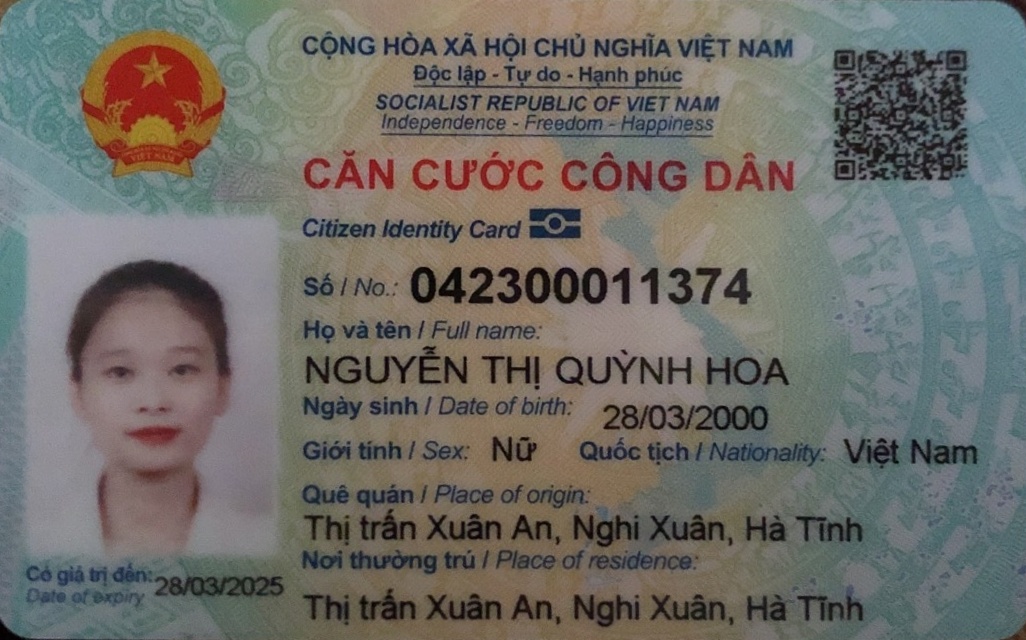 CỘNG HÒA XÃ HỘI CHỦ NGHĨA VIỆT NAM
Độc lập - Tự do - Hạnh phúc
SOCIALIST REPUBLIC OF VIET NAM
Independence - Freedom - Happiness
CĂN CƯỚC CÔNG DÂN
Citizen Identity Card
Số / No.: 042300011374
Họ và tên / Full name:
NGUYỄN THỊ QUỲNH HOA
Ngày sinh / Date of birth: 28/03/2000
Giới tính / Sex: Nữ Quốc tịch / Nationality: Việt Nam
Quê quán / Place of origin:
Thị trấn Xuân An, Nghi Xuân, Hà Tĩnh
Nơi thường trú / Place of residence:
Thị trấn Xuân An, Nghi Xuân, Hà Tĩnh
Có giá trị đến: 28/03/2025
Date of expiry